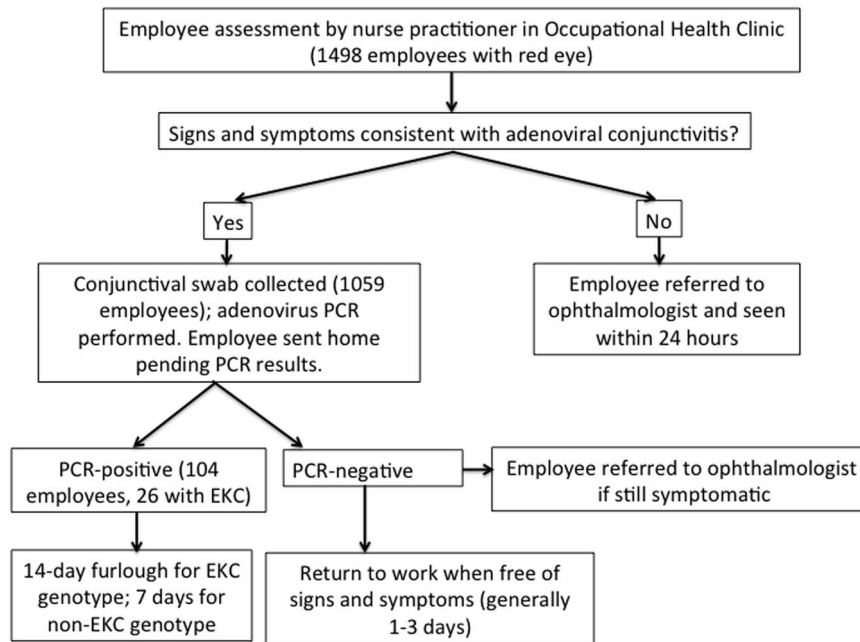 Employee assessment by nurse practitioner in Occupational Health Clinic
(1498 employees with red eye)
Signs and symptoms consistent with adenoviral conjunctivitis?
Yes
No
Conjunctival swab collected (1059
employees); adenovirus PCR
performed. Employee sent home
pending PCR results.
Employee referred to
ophthalmologist and seen
within 24 hours
PCR-positive (104
employees, 26 with EKC)
PCR-negative
Employee referred to ophthalmologist
if still symptomatic
14-day furlough for EKC
genotype; 7 days for
non-EKC genotype
Return to work when free of
signs and symptoms (generally
1-3 days)